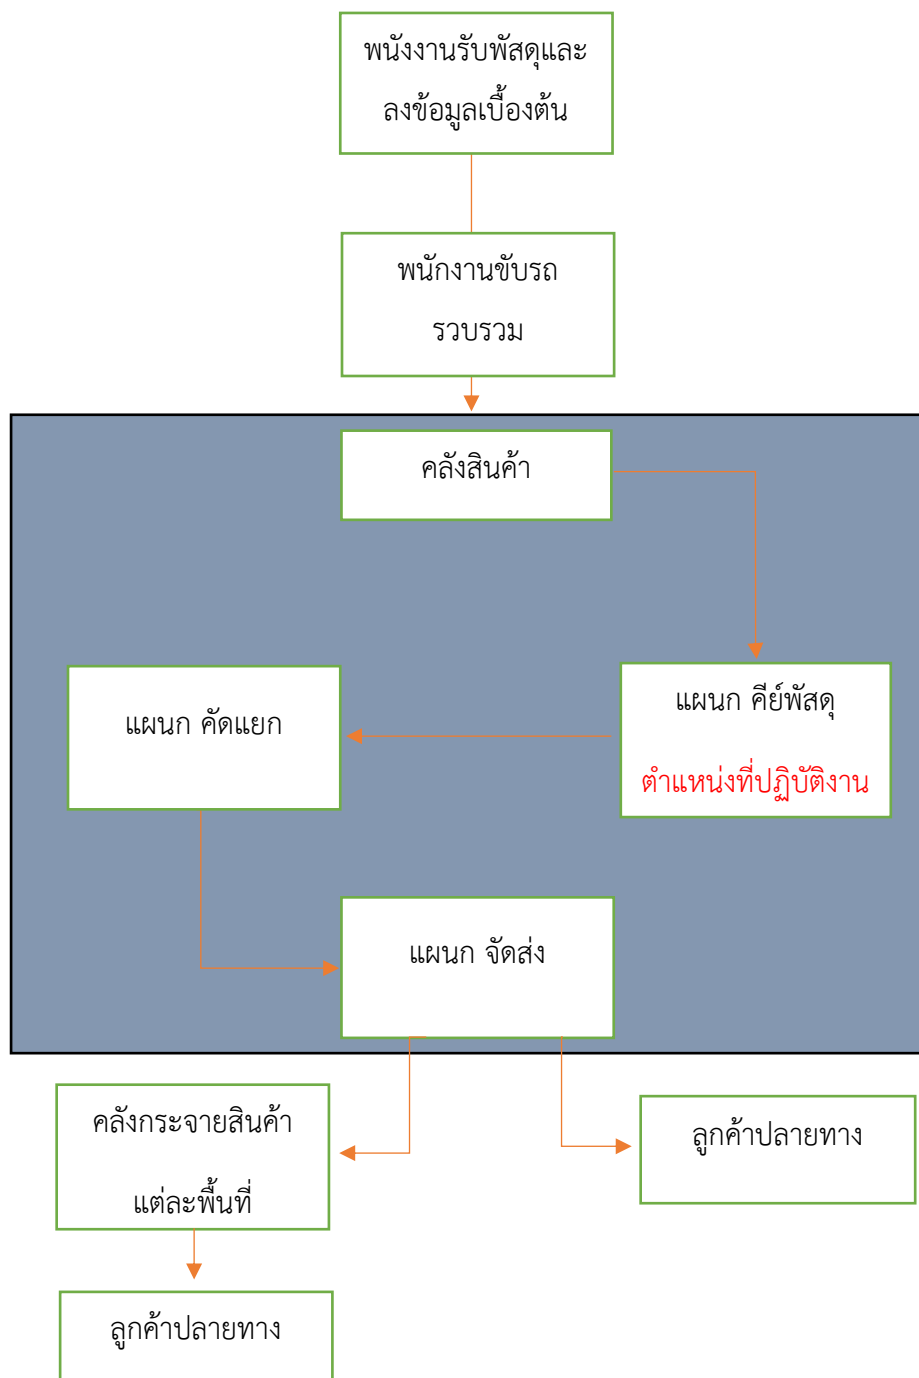 พนังงานรับพัสดุและ
ลงข้อมูลเบื้องต้น
พนักงานขับรถ
รวบรวม
คลังสินค้า
แผนก คีย์พัสดุ
ตำแหน่งที่ปฏิบัติงาน
แผนก คัดแยก
แผนก จัดส่ง
คลังกระจายสินค้า
แต่ละพื้นที่
ลูกค้าปลายทาง
ลูกค้าปลายทาง